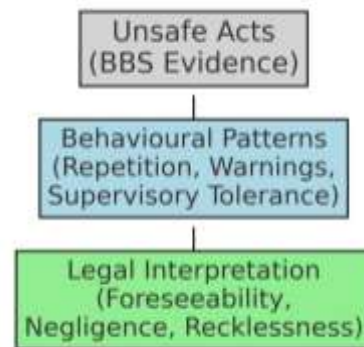 Unsafe Acts
(BBS Evidence)
Behavioural Patterns
(Repetition, Warnings,
Supervisory Tolerance)
Legal Interpretation
(Foreseeability,
Negligence, Recklessness)